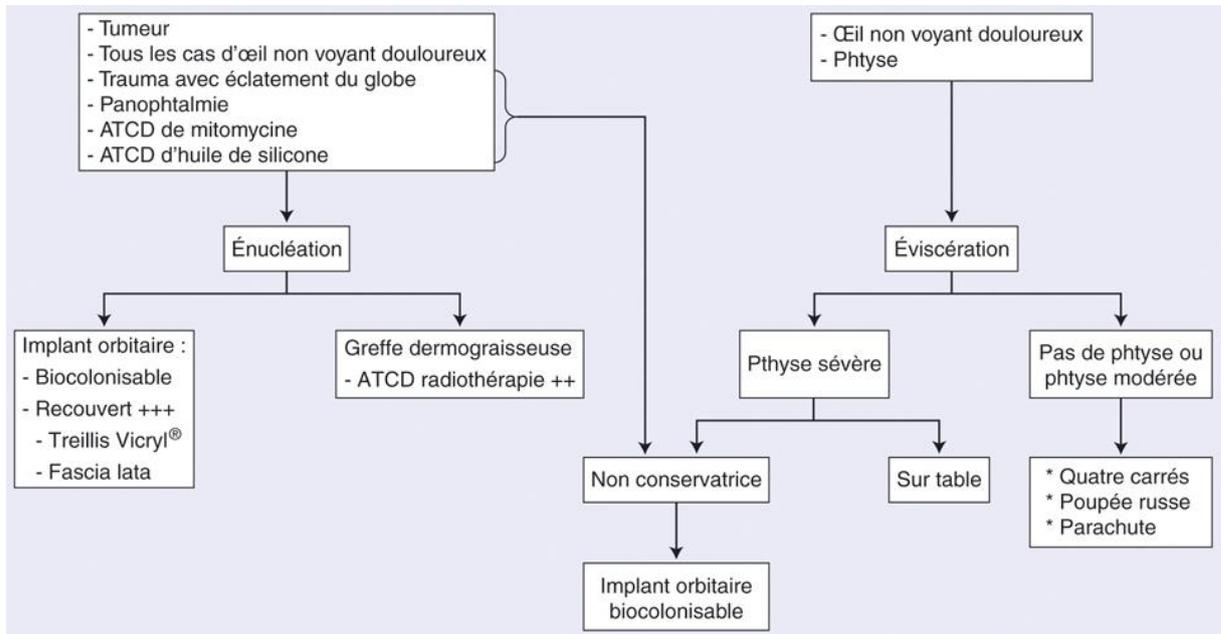 - Tumeur
- Tous les cas d'œil non voyant douloureux
- Trauma avec éclatement du globe
- Panophtalmie
- ATCD de mitomycine
- ATCD d'huile de silicone
- Œil non voyant douloureux
- Phtyse
Énucléation
Éviscération
Implant orbitaire :
- Biocolonisable
- Recouvert +++
- Treillis Vicryl®
- Fascia lata
Greffe dermograisseuse
- ATCD radiothérapie ++
Pthyse sévère
Pas de phtyse ou
phtyse modérée
Non conservatrice
Sur table
* Quatre carrés
* Poupée russe
* Parachute
Implant orbitaire
biocolonisable